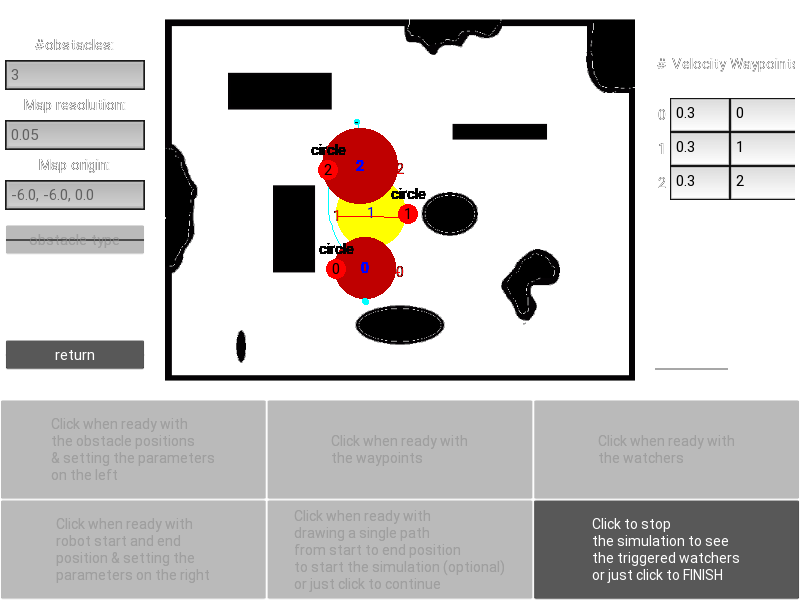 #obstacles:
3
Map resolution:
0.05
Map origin:
-6.0, -6.0, 0.0
obstacle type
return
circle
2
2
2
circle
1
1
1
circle
0
0
0
# Velocity Waypoints
0 0.3 0
1 0.3 1
2 0.3 2
Click when ready with
the obstacle positions
& setting the parameters
on the left
Click when ready with
the waypoints
Click when ready with
the watchers
Click when ready with
robot start and end
position & setting the
parameters on the right
Click when ready with
drawing a single path
from start to end position
to start the simulation (optional)
or just click to continue
Click to stop
the simulation to see
the triggered watchers
or just click to FINISH